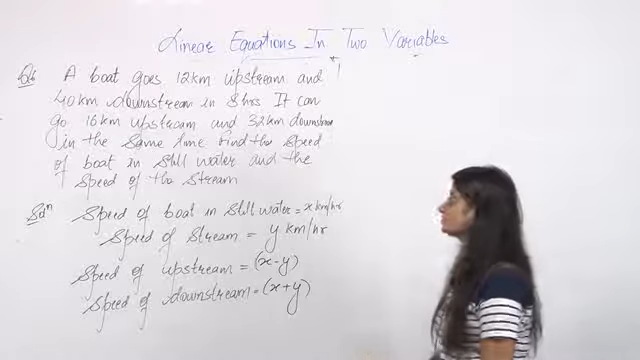 Linear Equations In Two Variables
A boat goes 12km upstream and
40km downstream in 8hrs It can
go 16km upstream and 32km downstream
in the same time Find the speed
of boat in still water and the
speed of the stream
Solⁿ Speed of boat in still water = x km/hr
Speed of stream = y km/hr
Speed of upstream = (x-y)
Speed of downstream = (x+y)